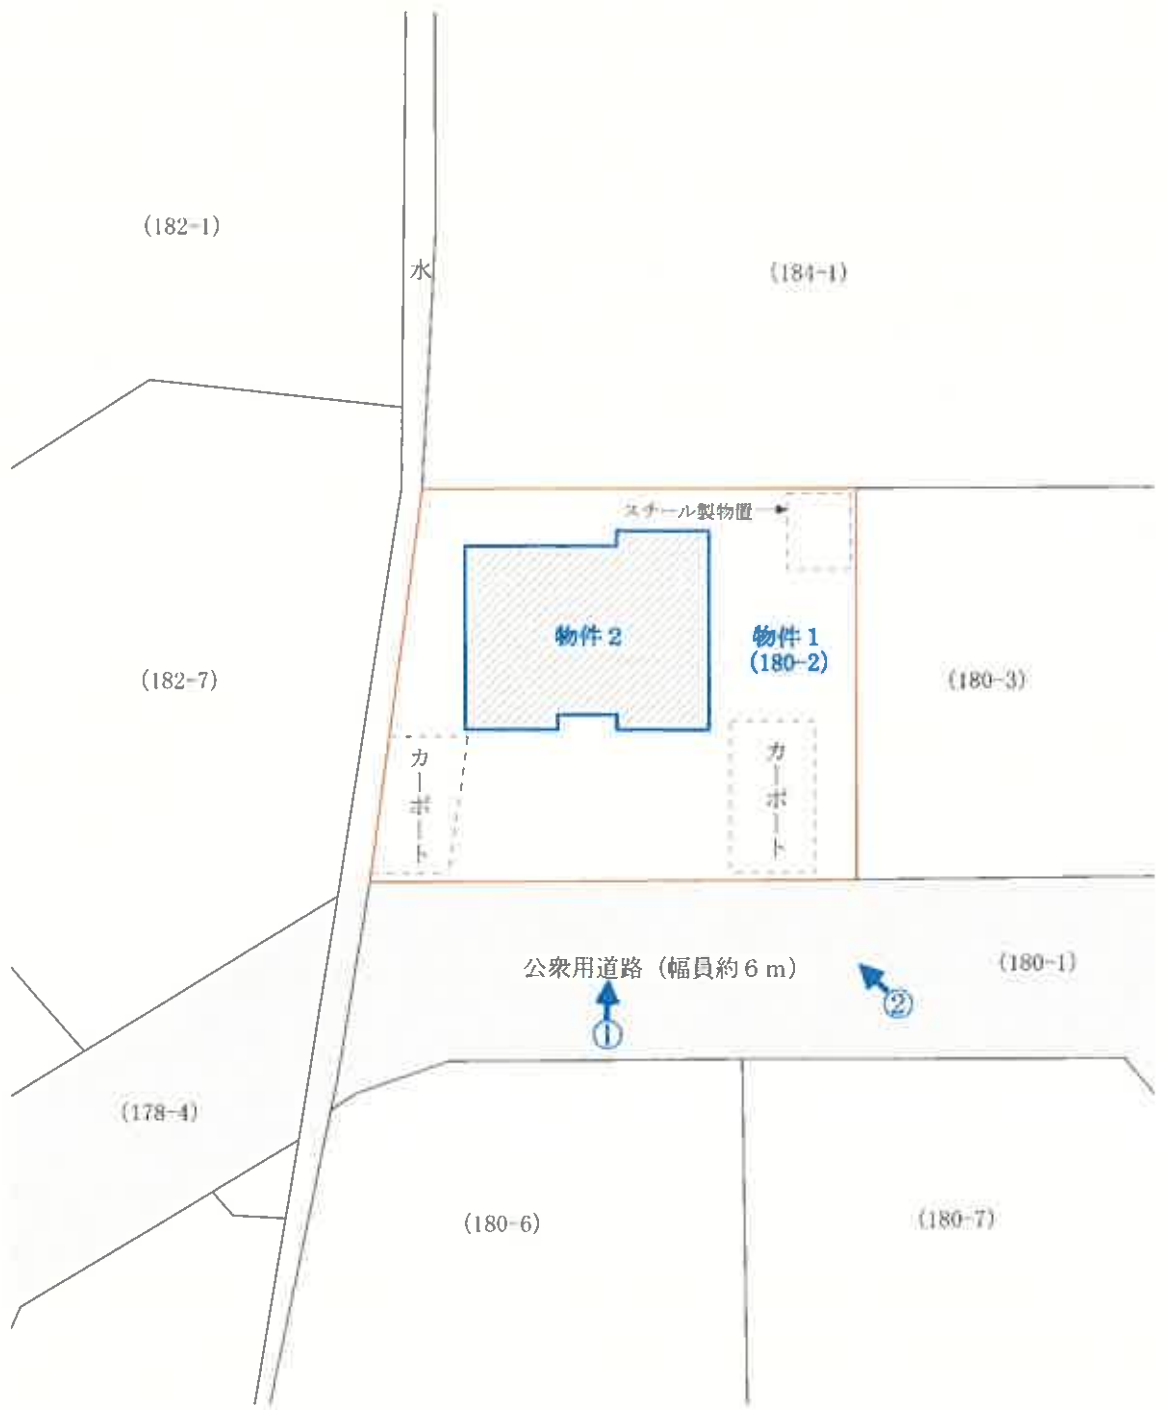 (182-1)
水
(184-1)
スチール製物置
物件2
物件1
(180-2)
(182-7)
(180-3)
カーポート
カーポート
公衆用道路（幅員約6m）
(180-1)
①
②
(178-4)
(180-6)
(180-7)